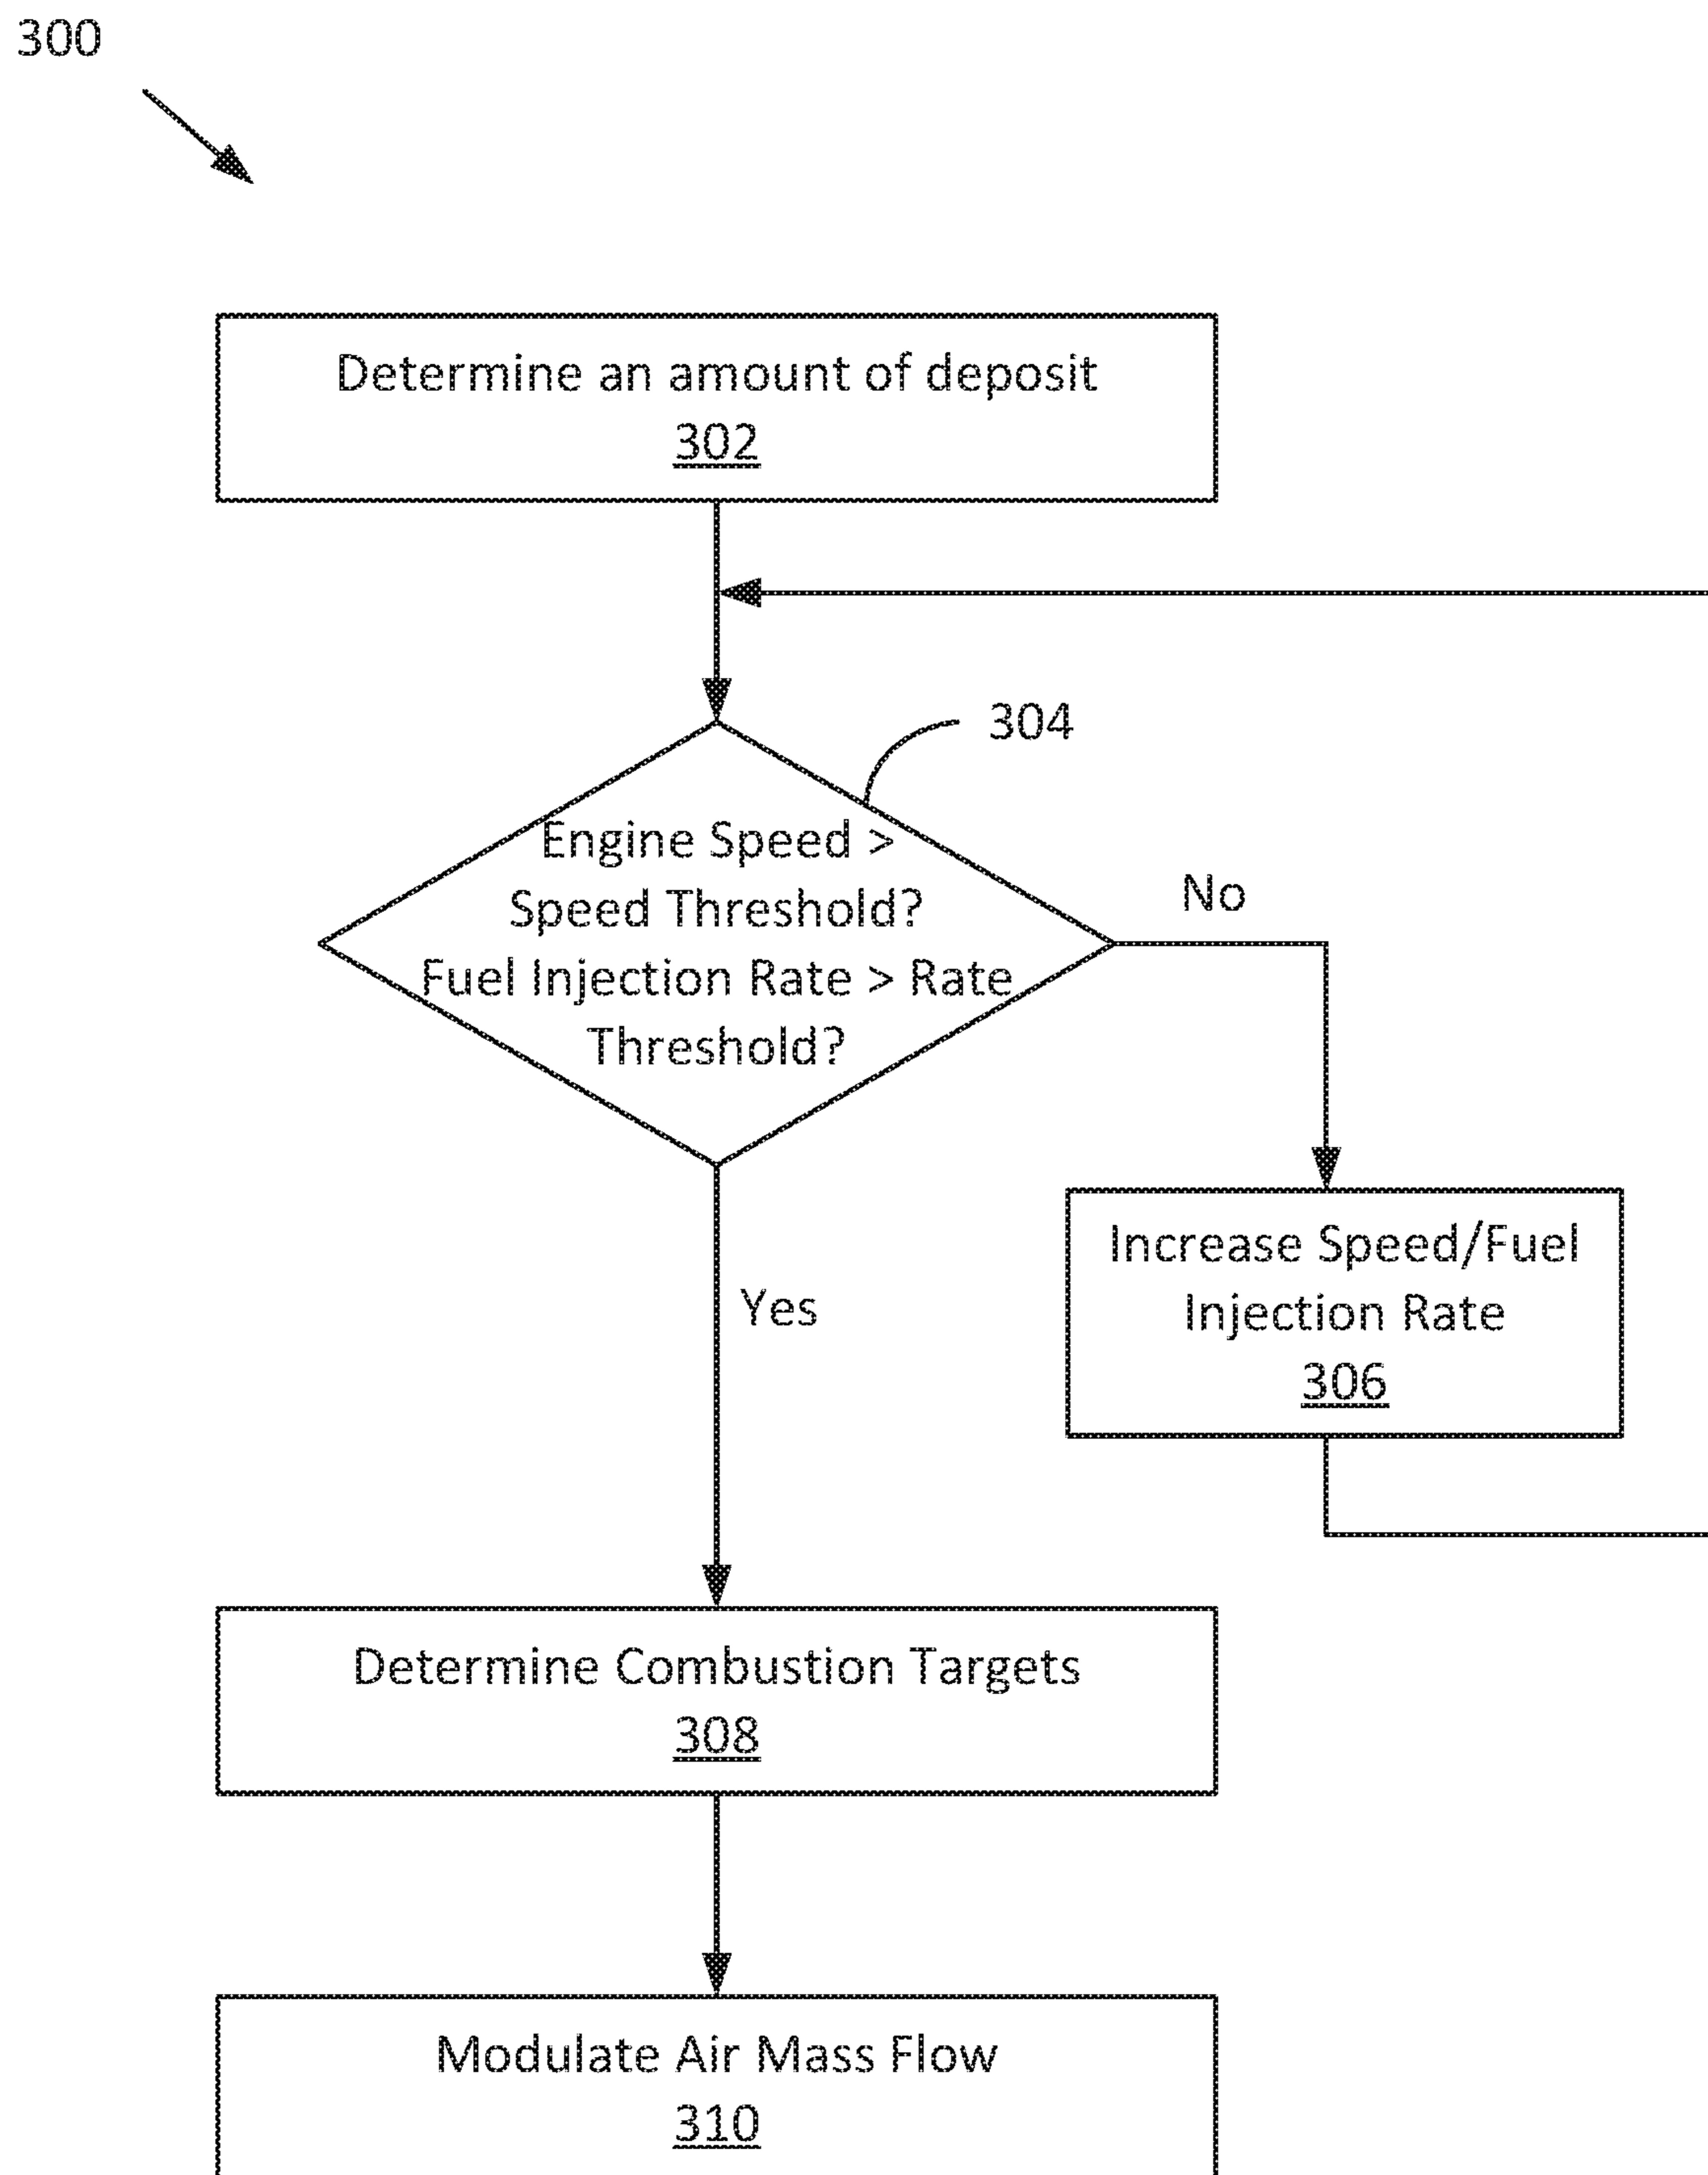 300
Determine an amount of deposit
302
304
Engine Speed >
Speed Threshold?
Fuel Injection Rate > Rate
Threshold?
No
Increase Speed/Fuel
Injection Rate
306
Yes
Determine Combustion Targets
308
Modulate Air Mass Flow
310